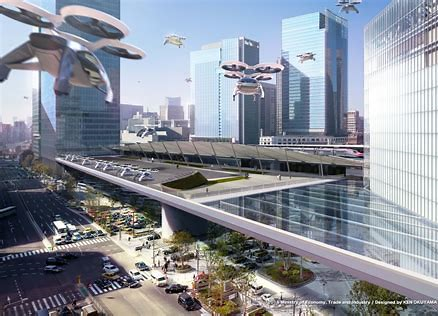 Ministry of Economy, Trade and Industry / Designed by KEN OKUYAMA